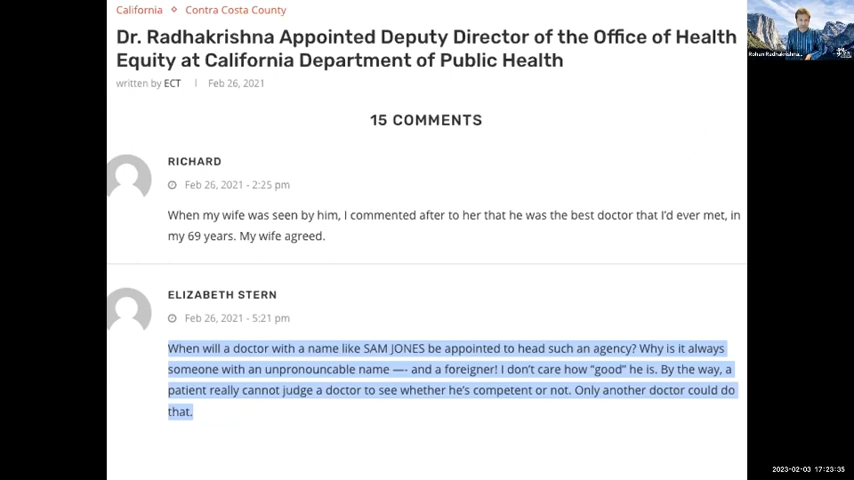 California ◇ Contra Costa County
Dr. Radhakrishna Appointed Deputy Director of the Office of Health
Equity at California Department of Public Health
written by ECT | Feb 26, 2021
15 COMMENTS
RICHARD
Feb 26, 2021 - 2:25 pm
When my wife was seen by him, I commented after to her that he was the best doctor that I'd ever met, in
my 69 years. My wife agreed.
ELIZABETH STERN
Feb 26, 2021 - 5:21 pm
When will a doctor with a name like SAM JONES be appointed to head such an agency? Why is it always
someone with an unpronouncable name —- and a foreigner! I don't care how "good" he is. By the way, a
patient really cannot judge a doctor to see whether he's competent or not. Only another doctor could do
that.
Rohan Radhakrishna...
2023-02-03 17:23:35